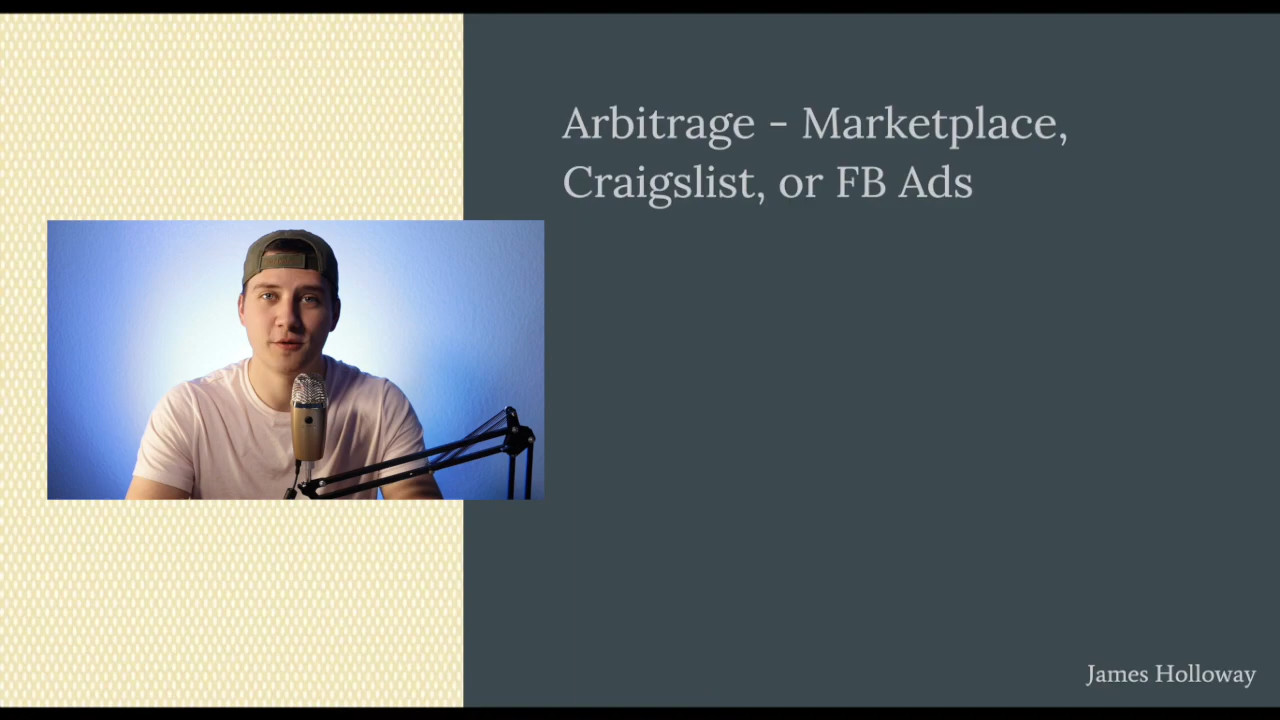 Arbitrage - Marketplace,
Craigslist, or FB Ads
James Holloway